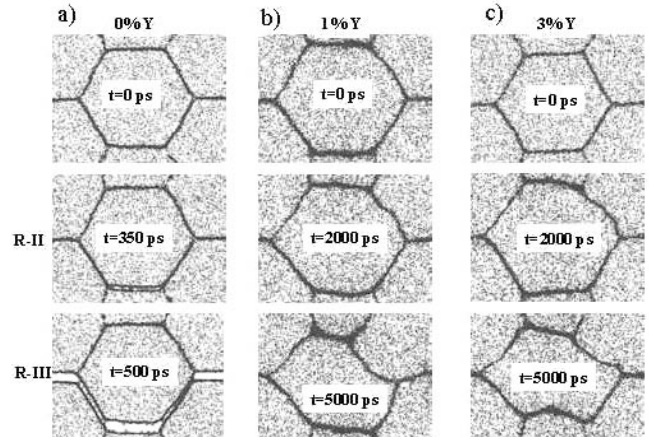 a)
0%Y
b)
1%Y
c)
3%Y
t=0 ps
t=0 ps
t=0 ps
R-II
t=350 ps
t=2000 ps
t=2000 ps
R-III
t=500 ps
t=5000 ps
t=5000 ps